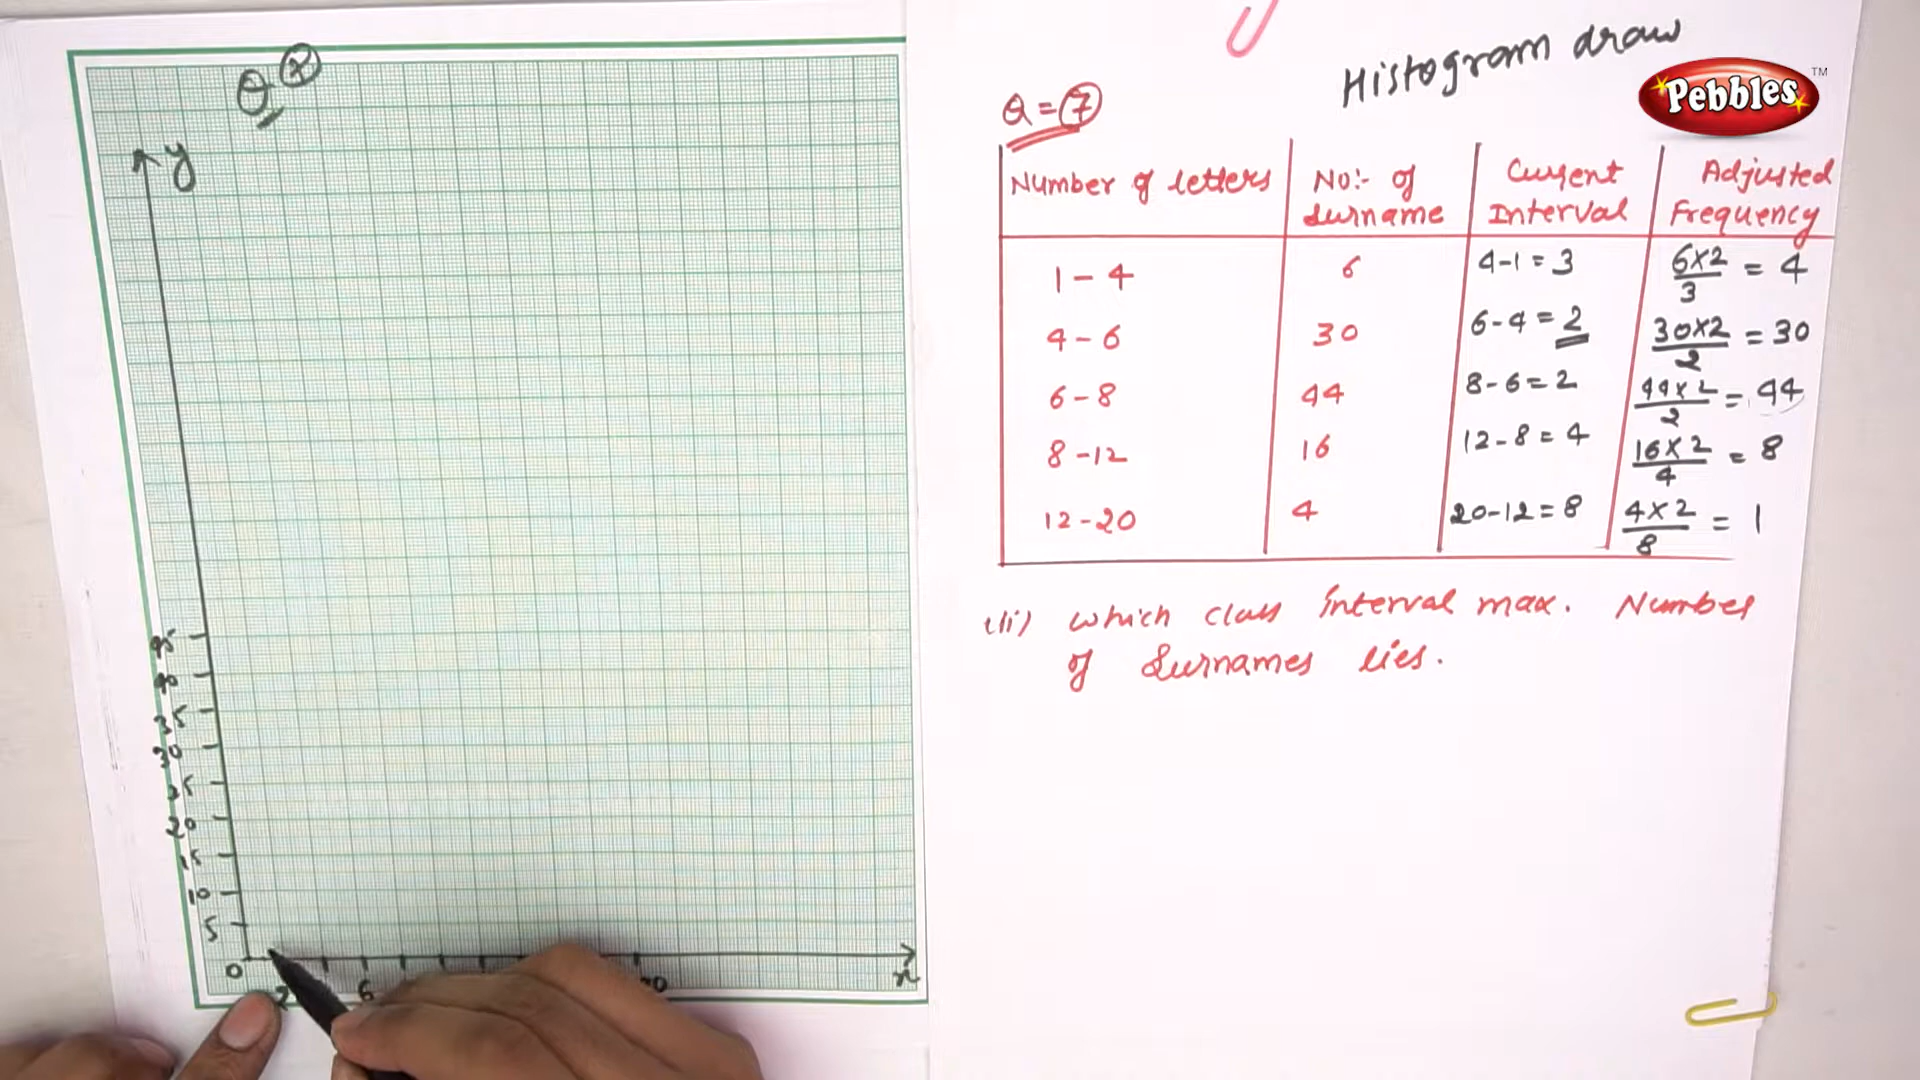 Q 7
y
45
40
35
30
25
20
15
10
5
0
2
6
20
x
Histogram draw
Pebbles TM
Q = 7
Number of letters | No:- of Surname | Current Interval | Adjusted Frequency
1 - 4 | 6 | 4-1 = 3 | 6×2/3 = 4
4 - 6 | 30 | 6-4 = 2 | 30×2/2 = 30
6 - 8 | 44 | 8-6 = 2 | 44×2/2 = 44
8 - 12 | 16 | 12-8 = 4 | 16×2/4 = 8
12 - 20 | 4 | 20-12 = 8 | 4×2/8 = 1
(ii) which class Interval max. Number
of Surnames lies.